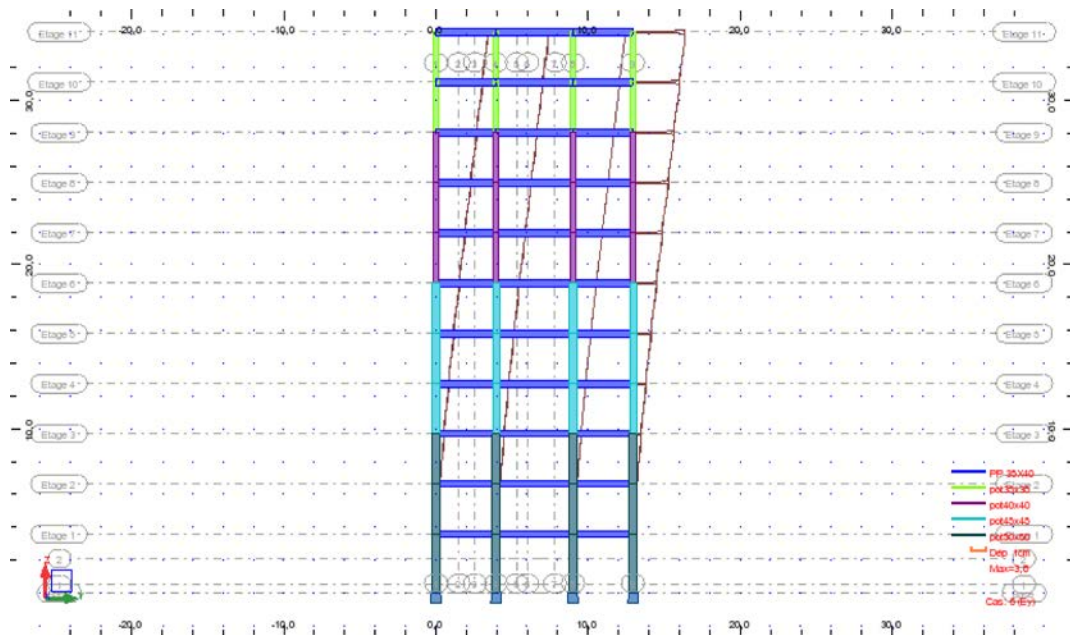 Etage 11 -20,0 -10,0 0,0 10,0 20,0 30,0 Etage 11
Etage 10 Etage 10
30,0 30,0
Etage 9 Etage 9
Etage 8 Etage 8
Etage 7 Etage 7
20,0 20,0
Etage 6 Etage 6
Etage 5 Etage 5
Etage 4 Etage 4
10,0 10,0
Etage 3 Etage 3
PP 35X40
Etage 2 2
pot35x35
pot40x40
pot45x45
Etage 1 1
pot50x50
Dep 1cm
Max=3,6
Cas: 6 (Ey)
-20,0 -10,0 0,0 10,0 20,0 30,0